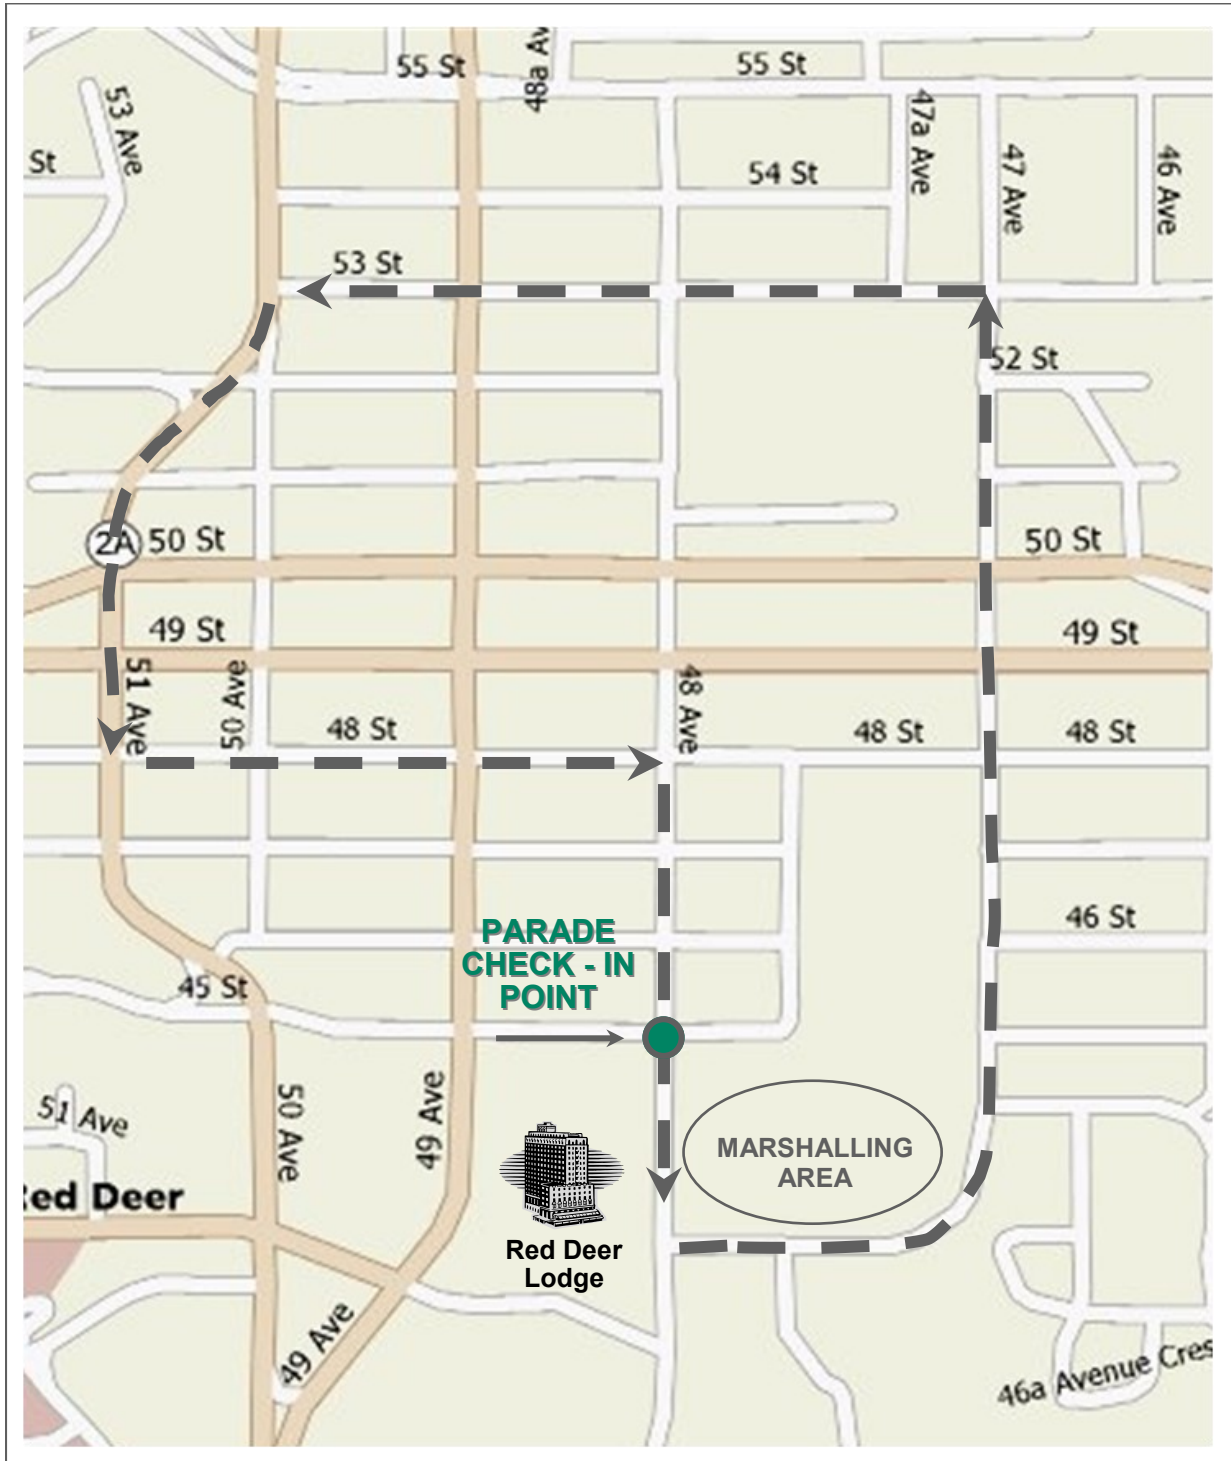 55 St
48a Av
55 St
53 Ave
47a Ave
47 Ave
46 Ave
St
54 St
53 St
52 St
2A
50 St
50 St
49 St
49 St
51 Ave
50 Ave
48 Ave
48 St
48 St
48 St
46 St
PARADE
CHECK - IN
POINT
45 St
51 Ave
50 Ave
49 Ave
MARSHALLING
AREA
Red Deer
Red Deer
Lodge
49 Ave
46a Avenue Cres